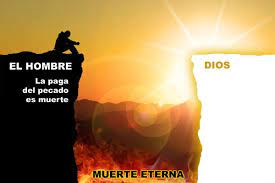 EL HOMBRE
La paga
del pecado
es muerte
DIOS
MUERTE ETERNA